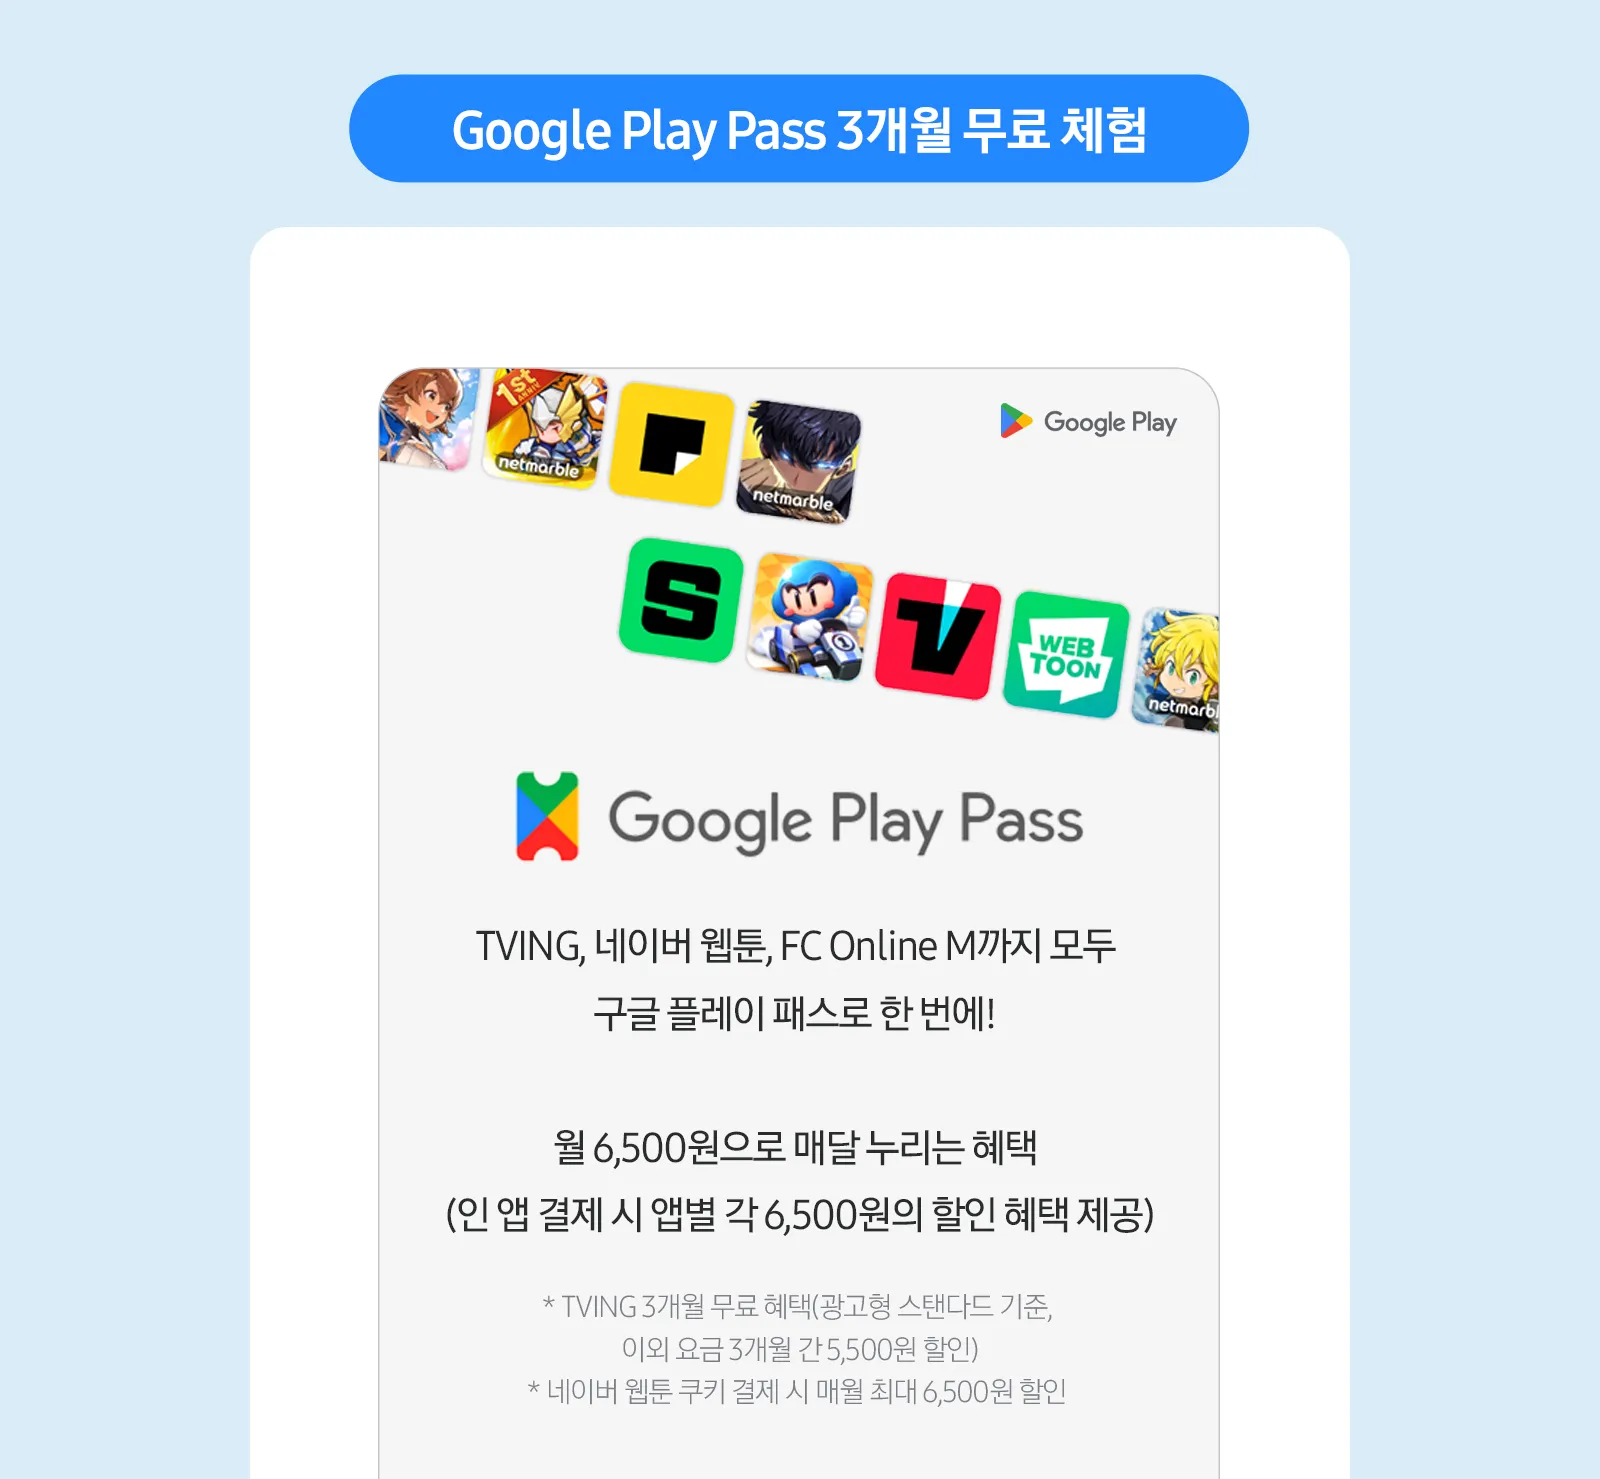 Google Play Pass 3개월 무료 체험
1st
ANNIV
netmarble
netmarble
Google Play
S
WEB
TOON
netmarbl
Google Play Pass
TVING, 네이버 웹툰, FC Online M까지 모두
구글 플레이 패스로 한 번에!
월 6,500원으로 매달 누리는 혜택
(인 앱 결제 시 앱별 각 6,500원의 할인 혜택 제공)
* TVING 3개월 무료 혜택(광고형 스탠다드 기준,
이외 요금 3개월 간 5,500원 할인)
* 네이버 웹툰 쿠키 결제 시 매월 최대 6,500원 할인